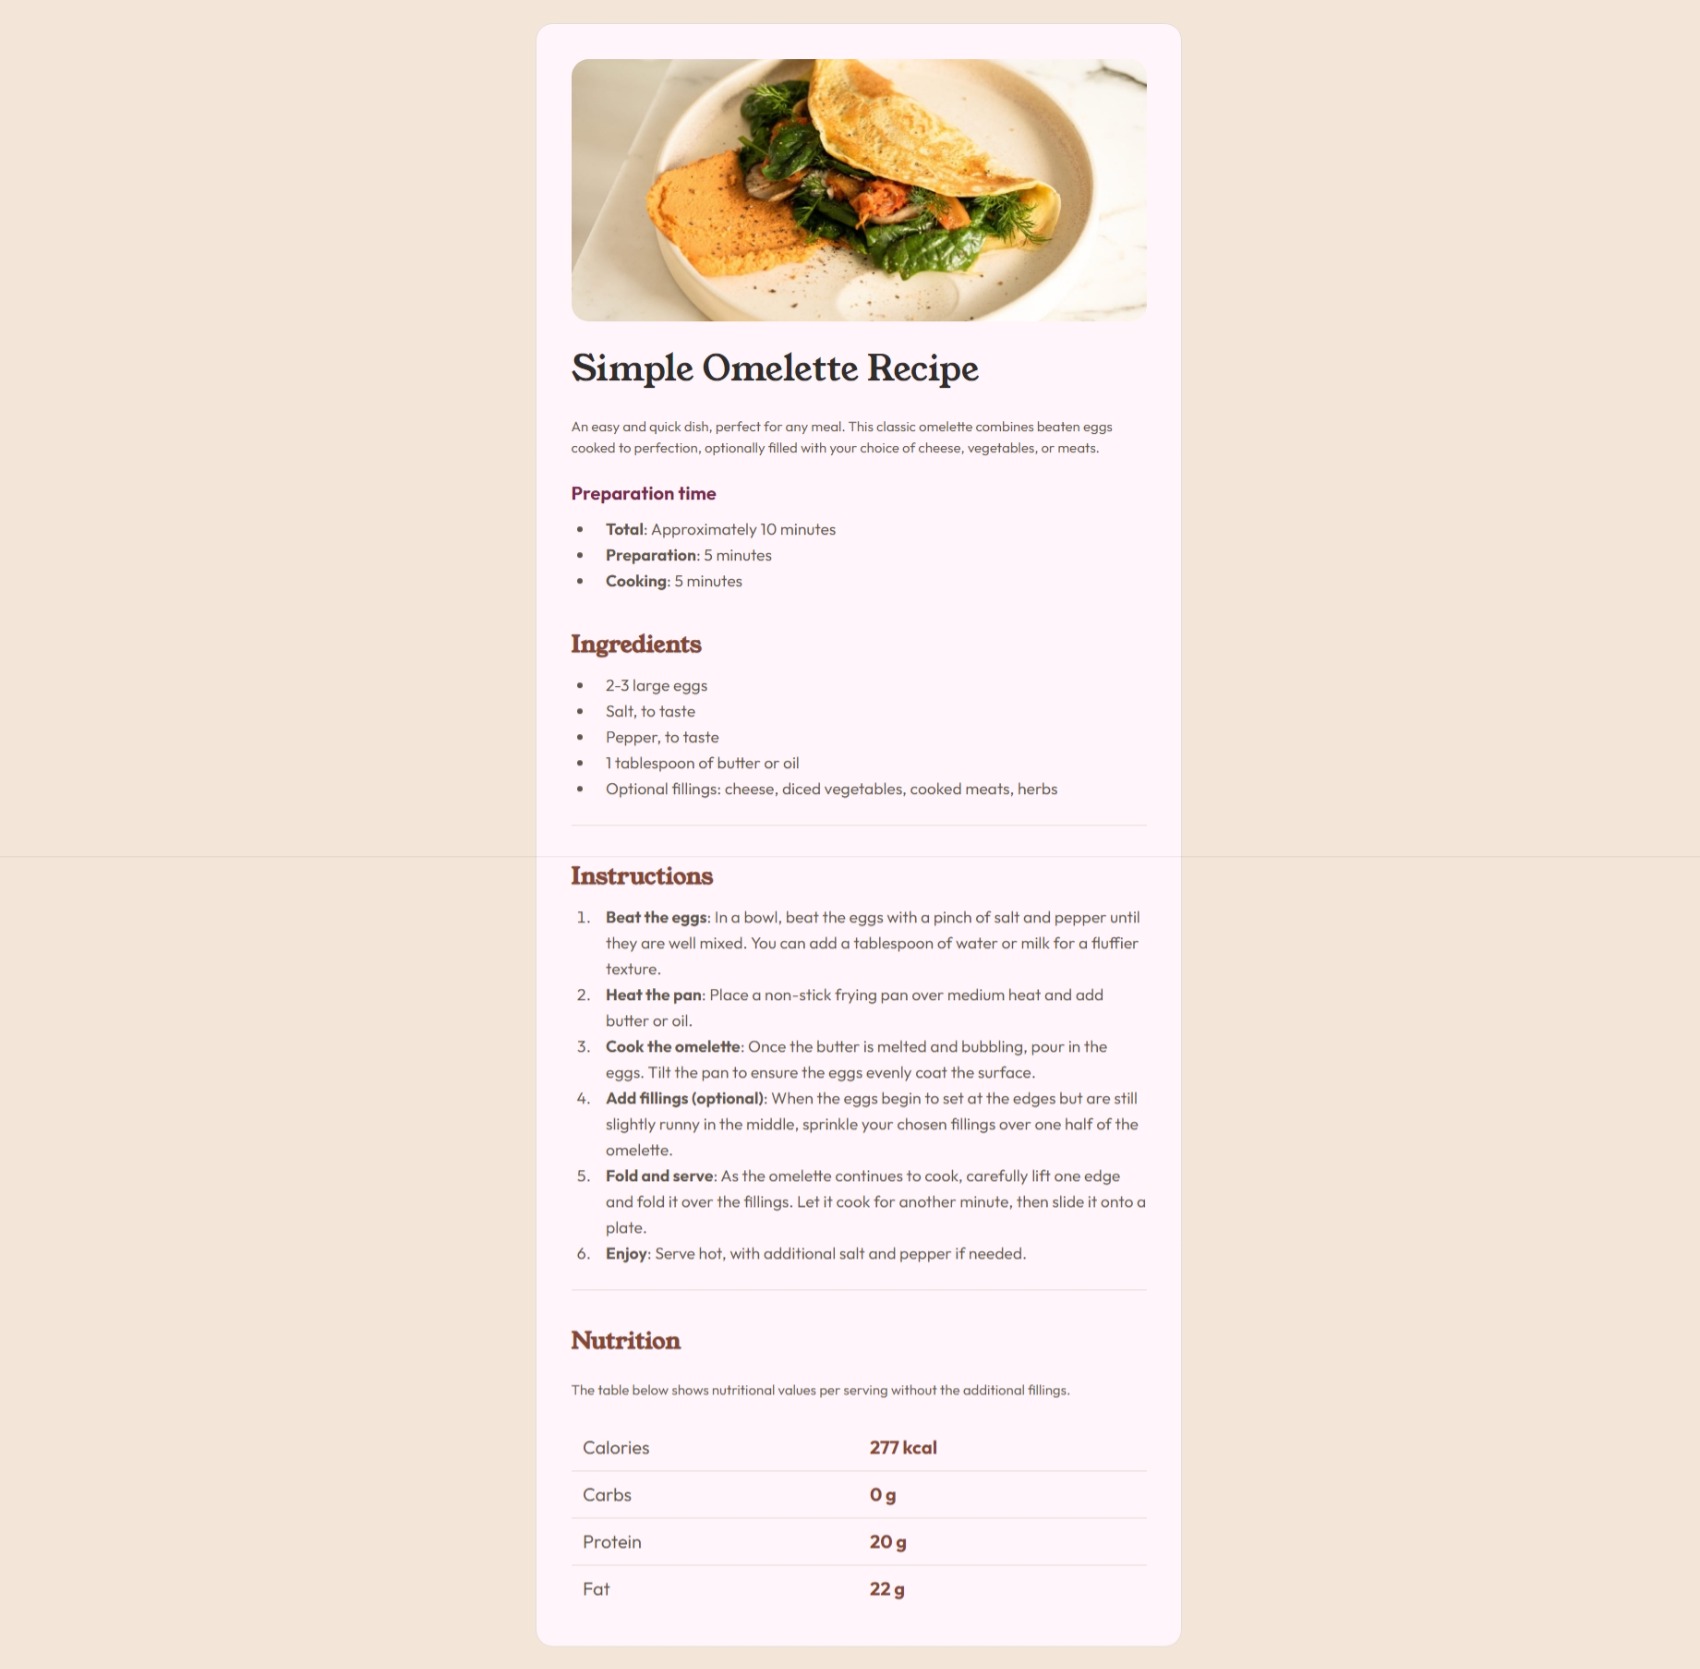 Simple Omelette Recipe
An easy and quick dish, perfect for any meal. This classic omelette combines beaten eggs
cooked to perfection, optionally filled with your choice of cheese, vegetables, or meats.
Preparation time
• Total: Approximately 10 minutes
• Preparation: 5 minutes
• Cooking: 5 minutes
Ingredients
• 2-3 large eggs
• Salt, to taste
• Pepper, to taste
• 1 tablespoon of butter or oil
• Optional fillings: cheese, diced vegetables, cooked meats, herbs
Instructions
1. Beat the eggs: In a bowl, beat the eggs with a pinch of salt and pepper until
they are well mixed. You can add a tablespoon of water or milk for a fluffier
texture.
2. Heat the pan: Place a non-stick frying pan over medium heat and add
butter or oil.
3. Cook the omelette: Once the butter is melted and bubbling, pour in the
eggs. Tilt the pan to ensure the eggs evenly coat the surface.
4. Add fillings (optional): When the eggs begin to set at the edges but are still
slightly runny in the middle, sprinkle your chosen fillings over one half of the
omelette.
5. Fold and serve: As the omelette continues to cook, carefully lift one edge
and fold it over the fillings. Let it cook for another minute, then slide it onto a
plate.
6. Enjoy: Serve hot, with additional salt and pepper if needed.
Nutrition
The table below shows nutritional values per serving without the additional fillings.
Calories 277 kcal
Carbs 0 g
Protein 20 g
Fat 22 g